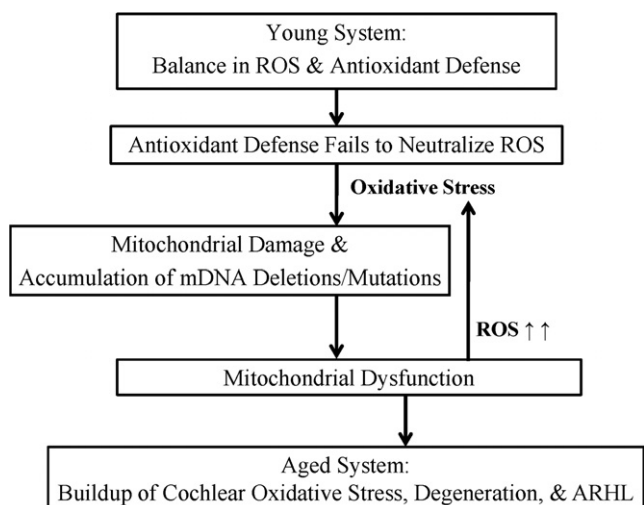 Young System:
Balance in ROS & Antioxidant Defense
Antioxidant Defense Fails to Neutralize ROS
Oxidative Stress
Mitochondrial Damage &
Accumulation of mDNA Deletions/Mutations
ROS ↑ ↑
Mitochondrial Dysfunction
Aged System:
Buildup of Cochlear Oxidative Stress, Degeneration, & ARHL